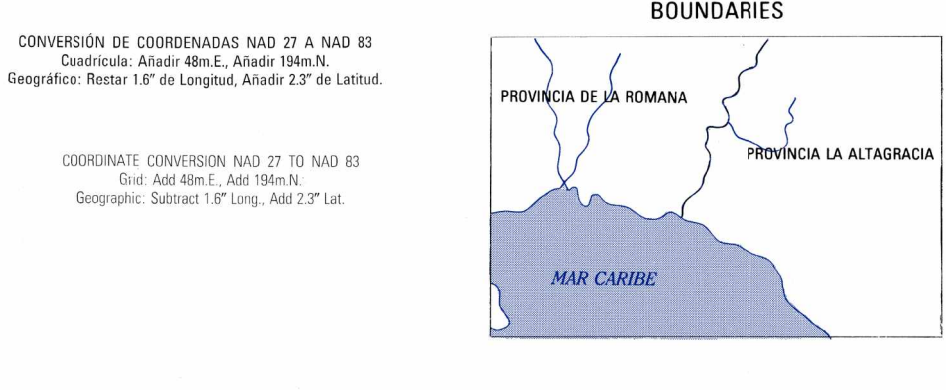 CONVERSIÓN DE COORDENADAS NAD 27 A NAD 83
Cuadrícula: Añadir 48m.E., Añadir 194m.N.
Geográfico: Restar 1.6" de Longitud, Añadir 2.3" de Latitud.
COORDINATE CONVERSION NAD 27 TO NAD 83
Grid: Add 48m.E., Add 194m.N.
Geographic: Subtract 1.6" Long., Add 2.3" Lat.
BOUNDARIES
PROVINCIA DE LA ROMANA
PROVINCIA LA ALTAGRACIA
MAR CARIBE